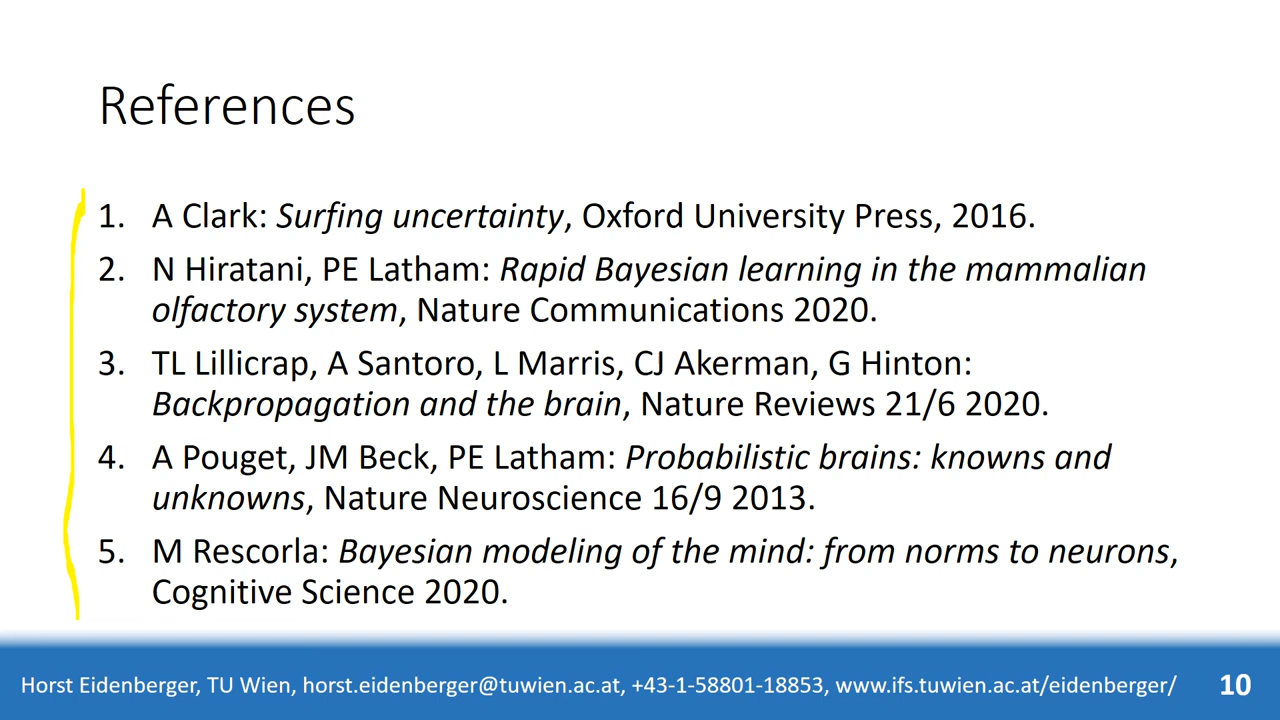 References
1. A Clark: Surfing uncertainty, Oxford University Press, 2016.
2. N Hiratani, PE Latham: Rapid Bayesian learning in the mammalian
olfactory system, Nature Communications 2020.
3. TL Lillicrap, A Santoro, L Marris, CJ Akerman, G Hinton:
Backpropagation and the brain, Nature Reviews 21/6 2020.
4. A Pouget, JM Beck, PE Latham: Probabilistic brains: knowns and
unknowns, Nature Neuroscience 16/9 2013.
5. M Rescorla: Bayesian modeling of the mind: from norms to neurons,
Cognitive Science 2020.
Horst Eidenberger, TU Wien, horst.eidenberger@tuwien.ac.at, +43-1-58801-18853, www.ifs.tuwien.ac.at/eidenberger/ 10